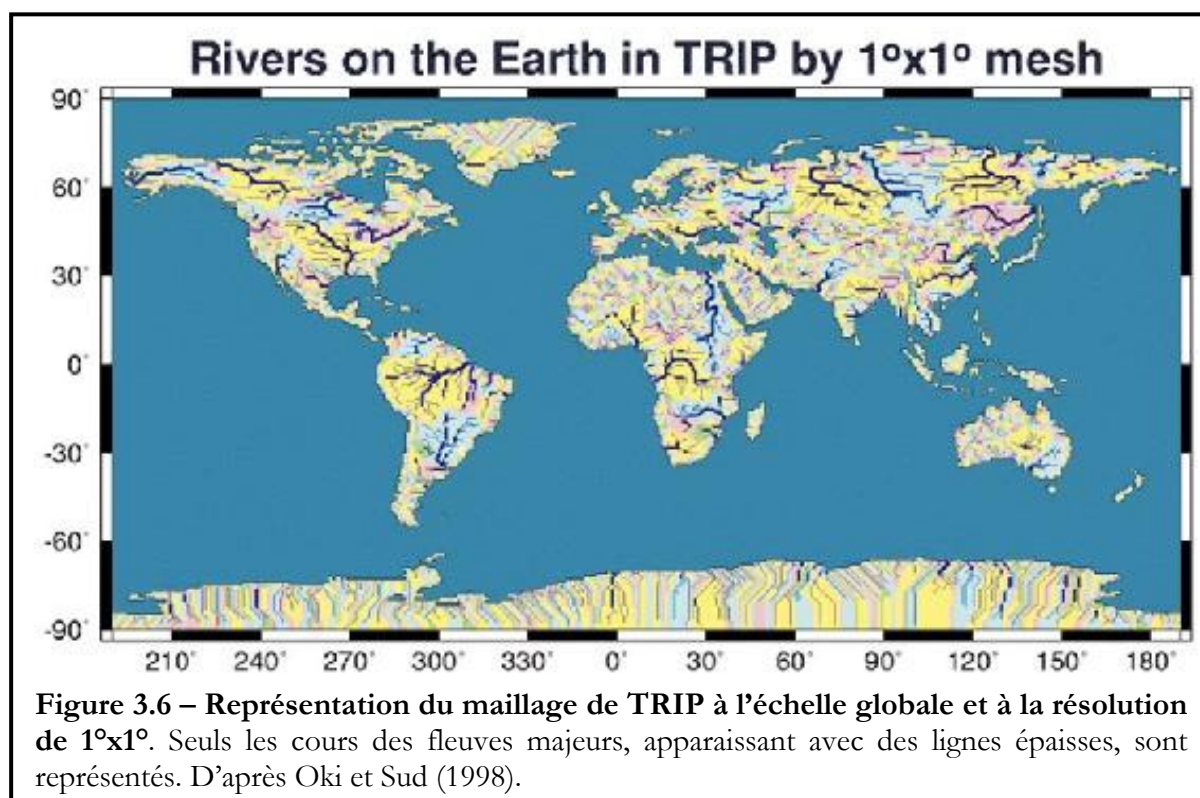 Rivers on the Earth in TRIP by 1°x1° mesh
90°
60°
30°
0°
-30°
-60°
-90°
210° 240° 270° 300° 330° 0° 30° 60° 90° 120° 150° 180°
Figure 3.6 – Représentation du maillage de TRIP à l’échelle globale et à la résolution
de 1°x1°. Seuls les cours des fleuves majeurs, apparaissant avec des lignes épaisses, sont
représentés. D’après Oki et Sud (1998).